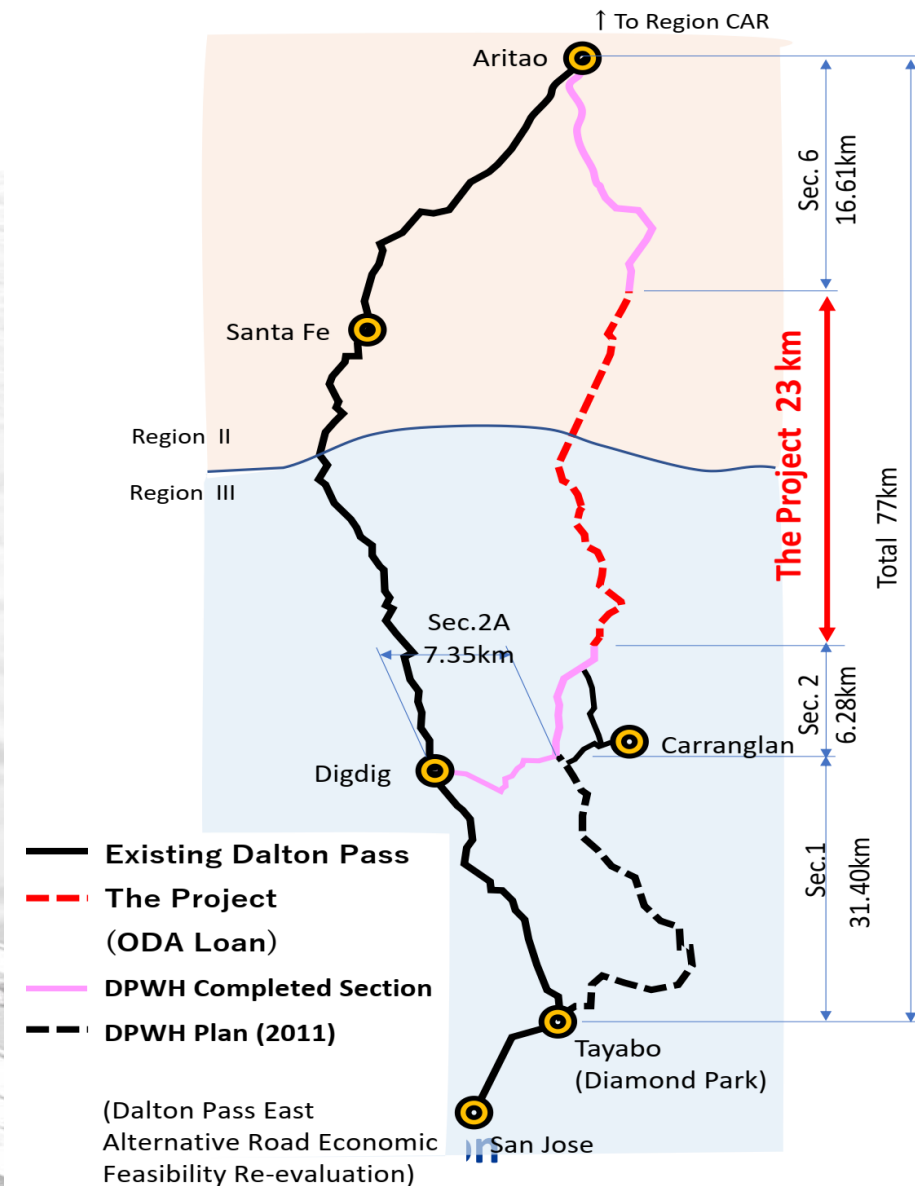 ↑ To Region CAR
Aritao
Sec. 6
16.61km
Santa Fe
The Project 23 km
Total 77km
Region II
Region III
Sec.2A
7.35km
Sec. 2
6.28km
Carranglan
Digdig
Sec.1
31.40km
Existing Dalton Pass
The Project
(ODA Loan)
DPWH Completed Section
DPWH Plan (2011)
Tayabo
(Diamond Park)
(Dalton Pass East
Alternative Road Economic
Feasibility Re-evaluation)
San Jose